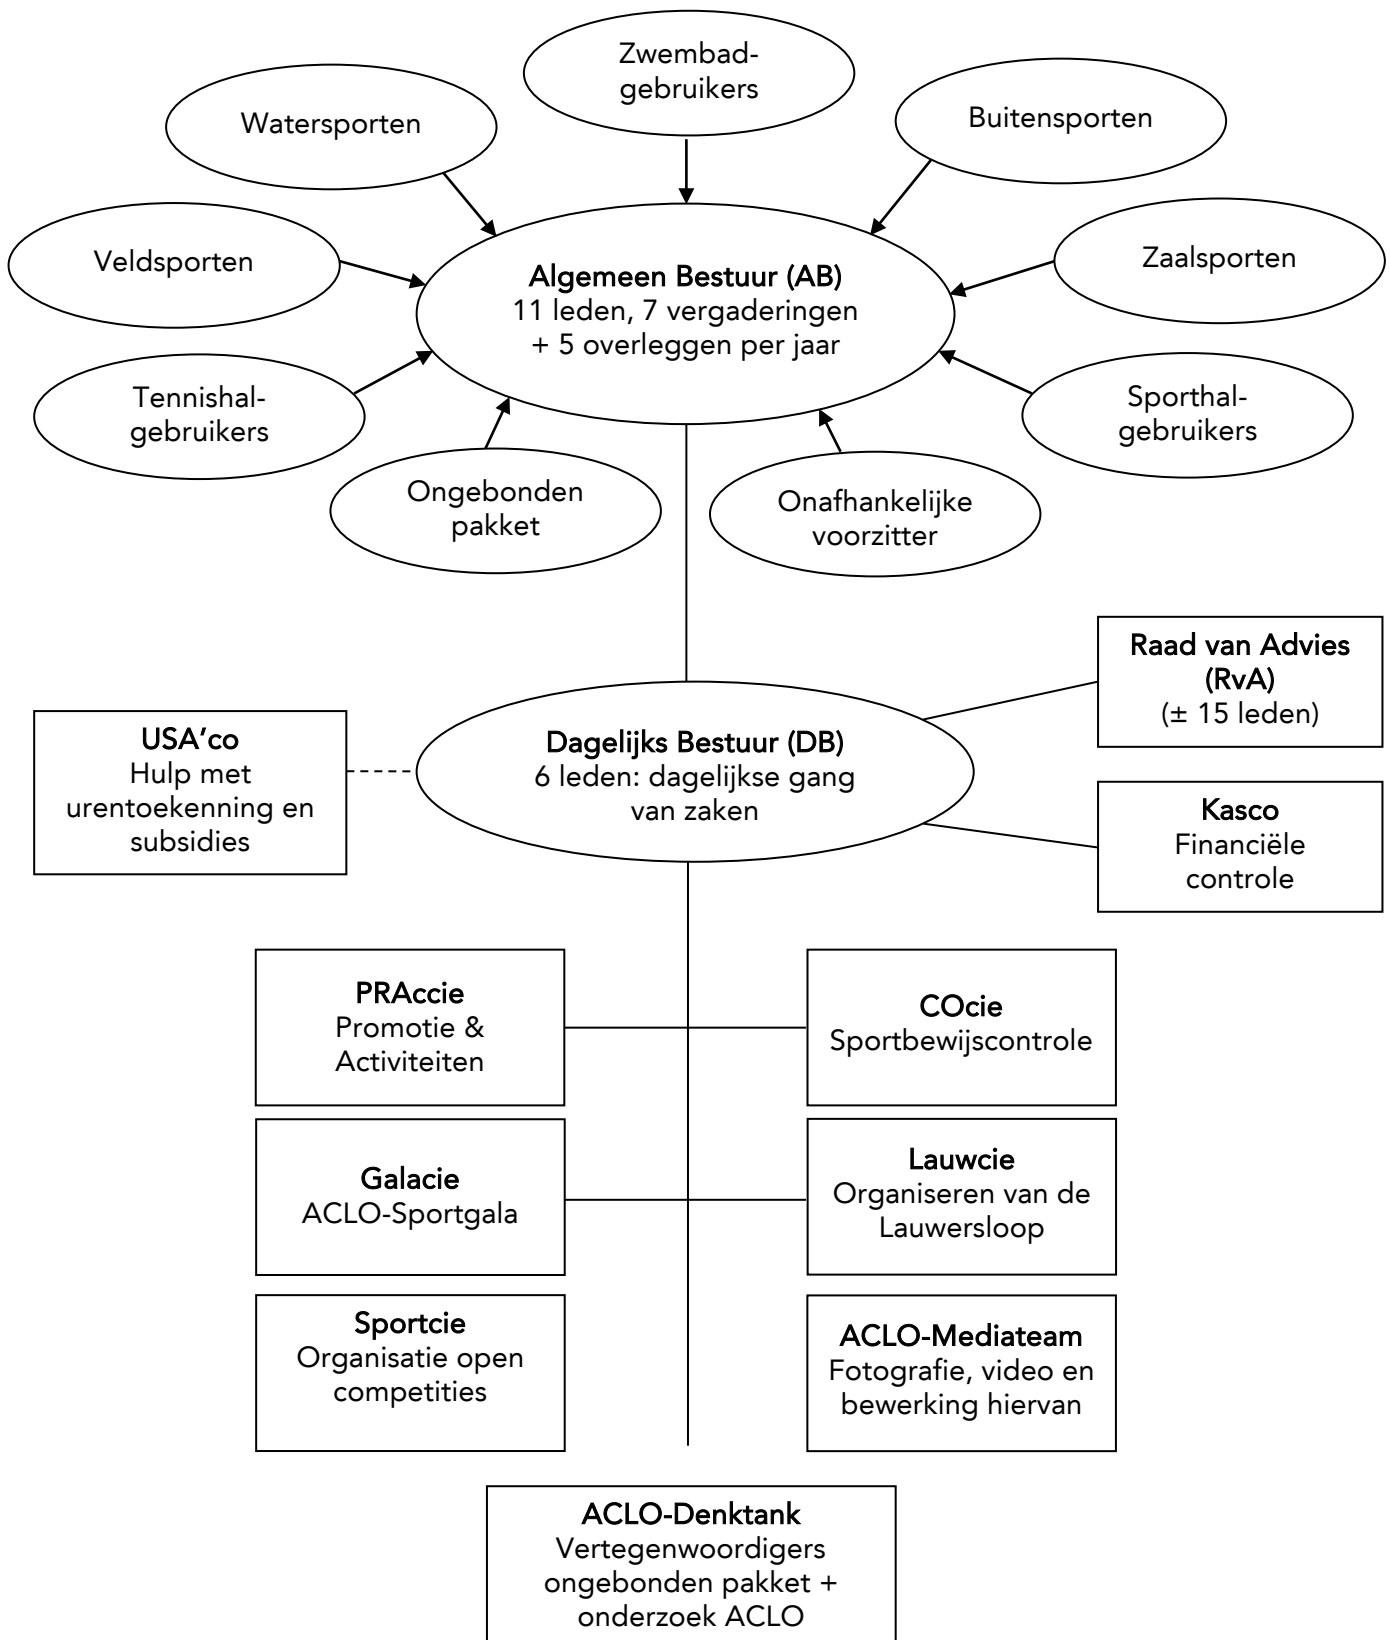 Zwembad-
gebruikers
Watersporten
Buitensporten
Veldsporten
Algemeen Bestuur (AB)
11 leden, 7 vergaderingen
+ 5 overleggen per jaar
Zaalsporten
Tennishal-
gebruikers
Sporthal-
gebruikers
Ongebonden
pakket
Onafhankelijke
voorzitter
Raad van Advies
(RvA)
(± 15 leden)
USA’co
Hulp met
urentoekenning en
subsidies
Dagelijks Bestuur (DB)
6 leden: dagelijkse gang
van zaken
Kasco
Financiële
controle
PRAccie
Promotie &
Activiteiten
COcie
Sportbewijscontrole
Galacie
ACLO-Sportgala
Lauwcie
Organiseren van de
Lauwersloop
Sportcie
Organisatie open
competities
ACLO-Mediateam
Fotografie, video en
bewerking hiervan
ACLO-Denktank
Vertegenwoordigers
ongebonden pakket +
onderzoek ACLO